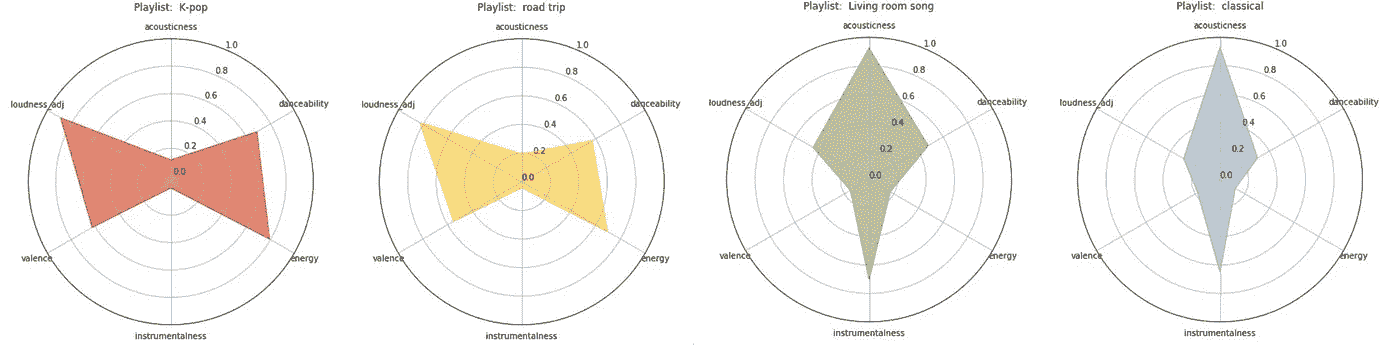 Playlist: K-pop
acousticness
1.0
0.8
0.6
0.4
0.2
0.0
danceability
loudness_adj
valence
energy
instrumentalness
Playlist: road trip
acousticness
1.0
0.8
0.6
0.4
0.2
0.0
danceability
loudness_adj
valence
energy
instrumentalness
Playlist: Living room song
acousticness
1.0
0.8
0.6
0.4
0.2
0.0
danceability
loudness_adj
valence
energy
instrumentalness
Playlist: classical
acousticness
1.0
0.8
0.6
0.4
0.2
0.0
danceability
loudness_adj
valence
energy
instrumentalness